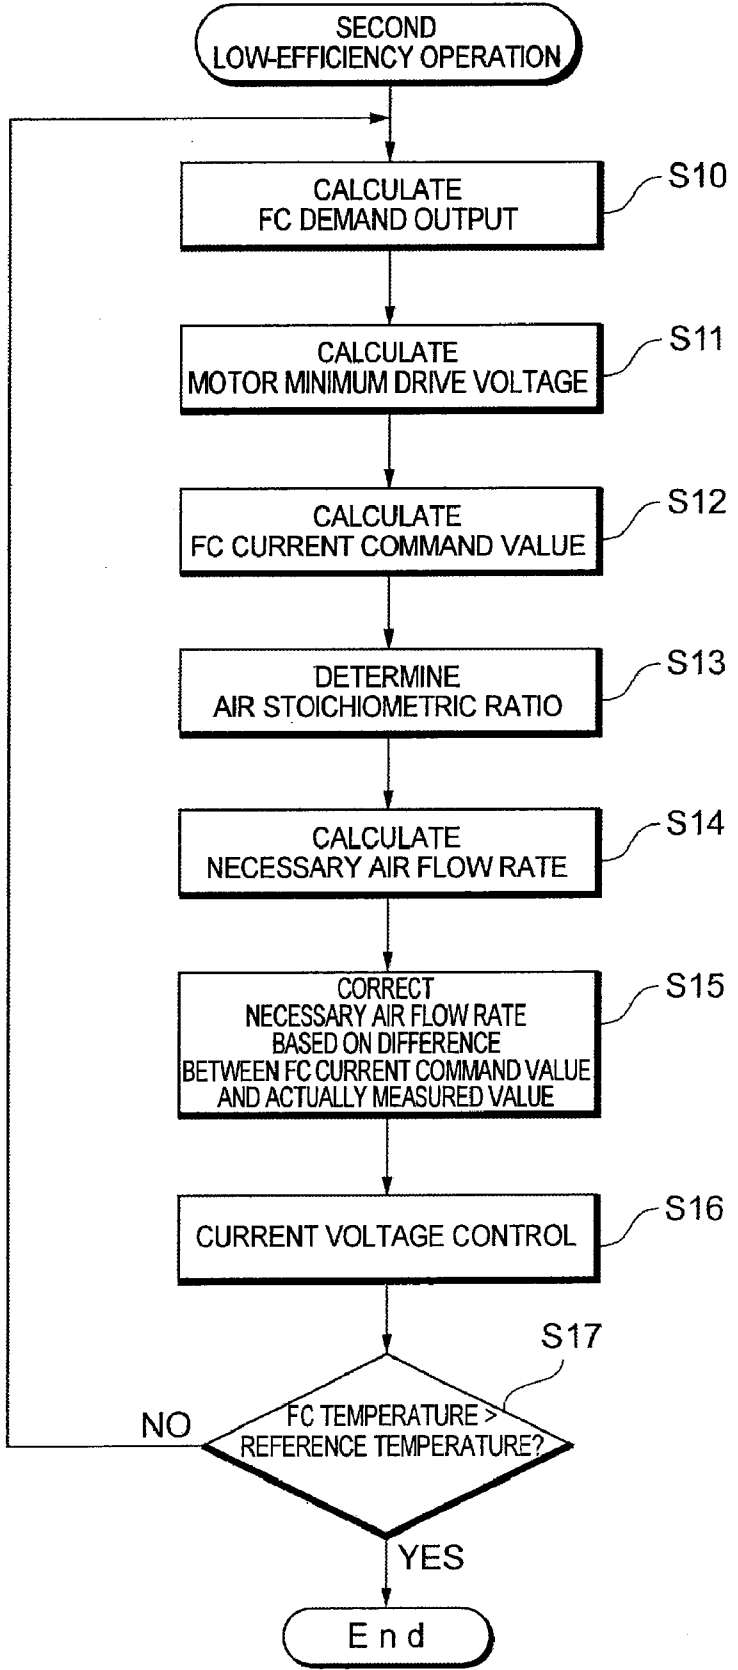 SECOND
LOW-EFFICIENCY OPERATION
CALCULATE
FC DEMAND OUTPUT
S10
CALCULATE
MOTOR MINIMUM DRIVE VOLTAGE
S11
CALCULATE
FC CURRENT COMMAND VALUE
S12
DETERMINE
AIR STOICHIOMETRIC RATIO
S13
CALCULATE
NECESSARY AIR FLOW RATE
S14
CORRECT
NECESSARY AIR FLOW RATE
BASED ON DIFFERENCE
BETWEEN FC CURRENT COMMAND VALUE
AND ACTUALLY MEASURED VALUE
S15
CURRENT VOLTAGE CONTROL
S16
S17
FC TEMPERATURE >
REFERENCE TEMPERATURE?
NO
YES
End